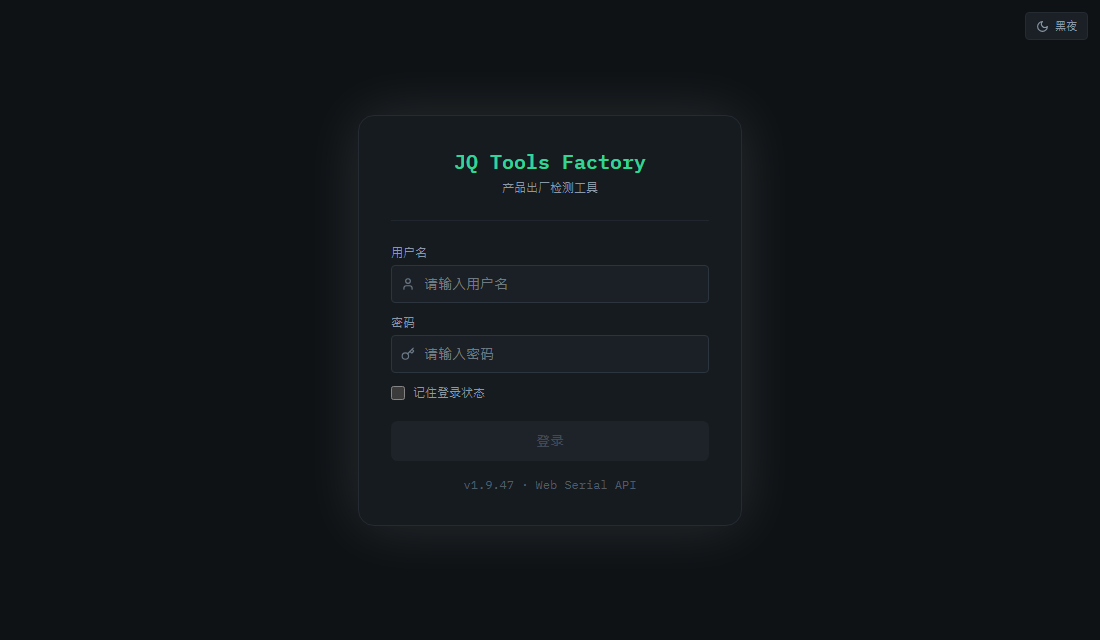 黑夜
JQ Tools Factory
产品出厂检测工具
用户名
请输入用户名
密码
请输入密码
记住登录状态
登录
v1.9.47 · Web Serial API